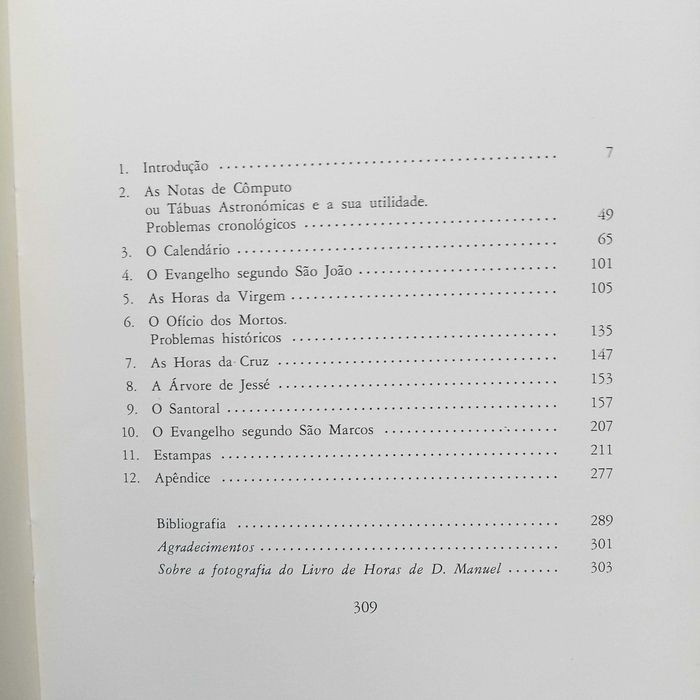 1. Introdução .......................................... 7
2. As Notas de Cômputo
ou Tábuas Astronómicas e a sua utilidade.
Problemas cronológicos .......................................... 49
3. O Calendário .......................................... 65
4. O Evangelho segundo São João .......................................... 101
5. As Horas da Virgem .......................................... 105
6. O Ofício dos Mortos.
Problemas históricos .......................................... 135
7. As Horas da Cruz .......................................... 147
8. A Árvore de Jessé .......................................... 153
9. O Santoral .......................................... 157
10. O Evangelho segundo São Marcos .......................................... 207
11. Estampas .......................................... 211
12. Apêndice .......................................... 277
Bibliografia .......................................... 289
Agradecimentos .......................................... 301
Sobre a fotografia do Livro de Horas de D. Manuel ....... 303
309